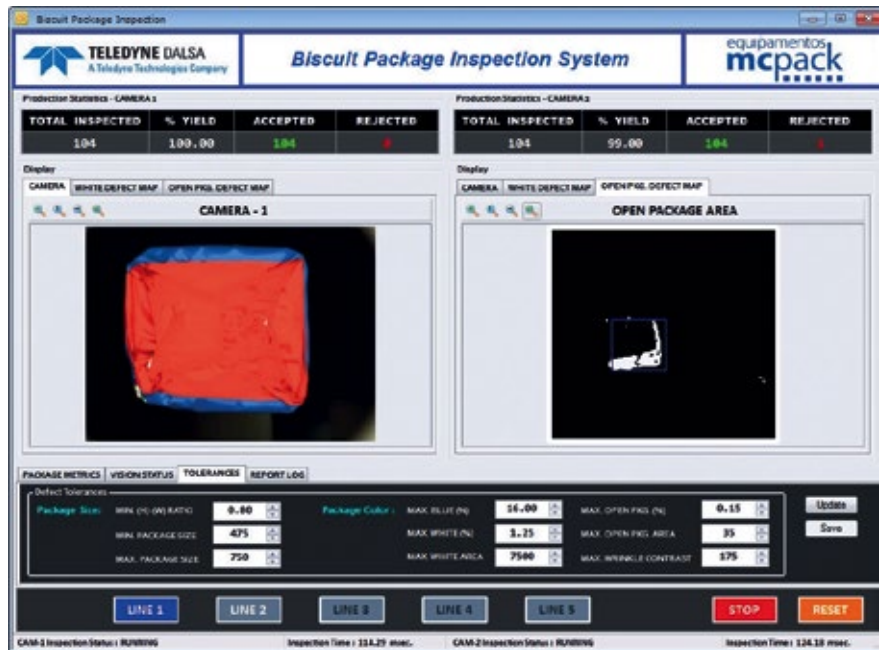 Biscuit Package Inspection
TELEDYNE DALSA
A Teledyne Technologies Company
Biscuit Package Inspection System
equipamentos
mcpack
Production Statistics - CAMERA 1
TOTAL INSPECTED % YIELD ACCEPTED REJECTED
104 100.00 104 0
Production Statistics - CAMERA 2
TOTAL INSPECTED % YIELD ACCEPTED REJECTED
104 99.00 104 1
Display
CAMERA WHITE DEFECT MAP OPEN PKG. DEFECT MAP
CAMERA - 1
Display
CAMERA WHITE DEFECT MAP OPEN PKG. DEFECT MAP
OPEN PACKAGE AREA
PACKAGE METRICS VISION STATUS TOLERANCES REPORT LOG
Defect Tolerances
Package Size: MIN. (H):(W) RATIO 0.80 Package Color: MAX. BLUE (%) 16.00 MAX. OPEN PKG. (%) 0.15 Update
MIN. PACKAGE SIZE 475 MAX. WHITE (%) 1.25 MAX. OPEN PKG. AREA 35 Save
MAX. PACKAGE SIZE 750 MAX. WHITE AREA 7500 MAX. WRINKLE CONTRAST 175
LINE 1 LINE 2 LINE 3 LINE 4 LINE 5 STOP RESET
CAM-1 Inspection Status : RUNNING Inspection Time : 114.29 msec. CAM-2 Inspection Status : RUNNING Inspection Time : 124.18 msec.